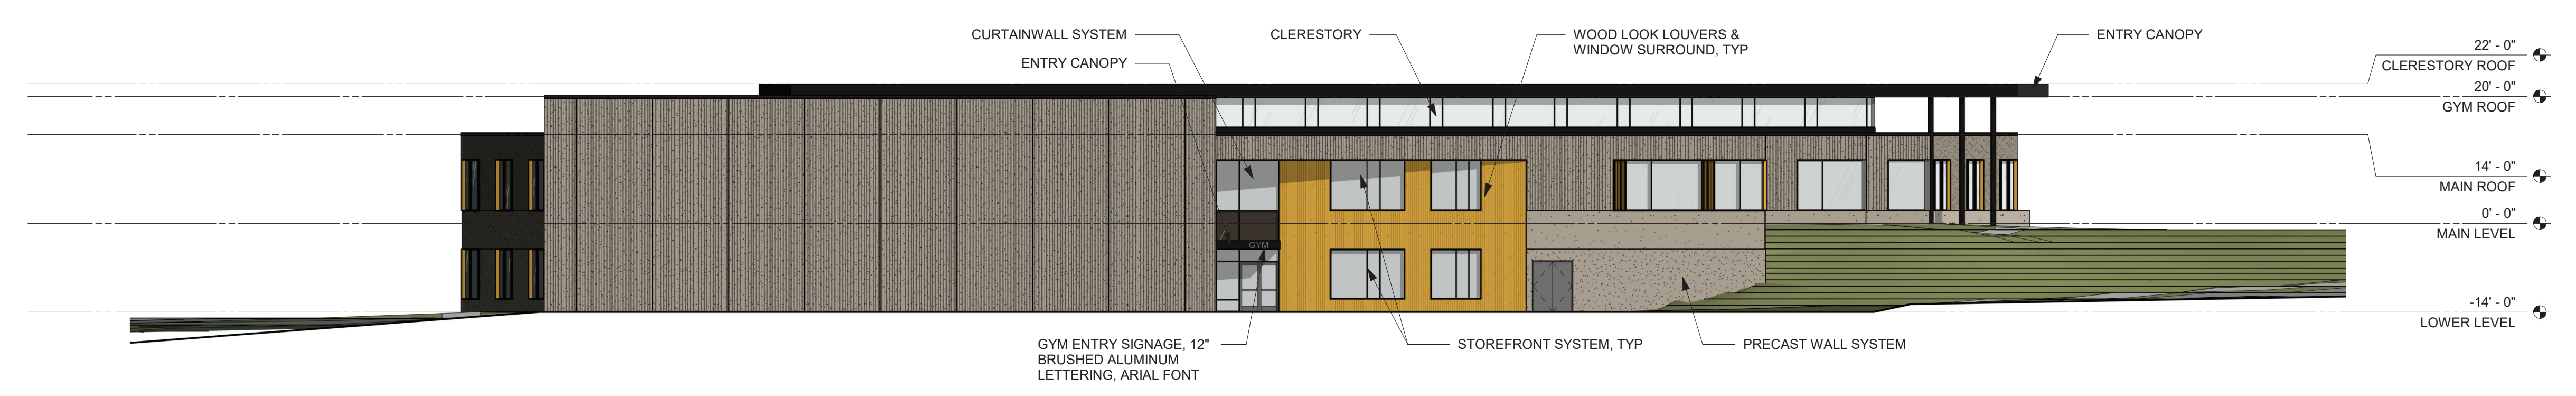 CURTAINWALL SYSTEM
ENTRY CANOPY
CLERESTORY
WOOD LOOK LOUVERS &
WINDOW SURROUND, TYP
ENTRY CANOPY
22' - 0"
CLERESTORY ROOF
20' - 0"
GYM ROOF
14' - 0"
MAIN ROOF
0' - 0"
MAIN LEVEL
-14' - 0"
LOWER LEVEL
GYM
GYM ENTRY SIGNAGE, 12"
BRUSHED ALUMINUM
LETTERING, ARIAL FONT
STOREFRONT SYSTEM, TYP
PRECAST WALL SYSTEM